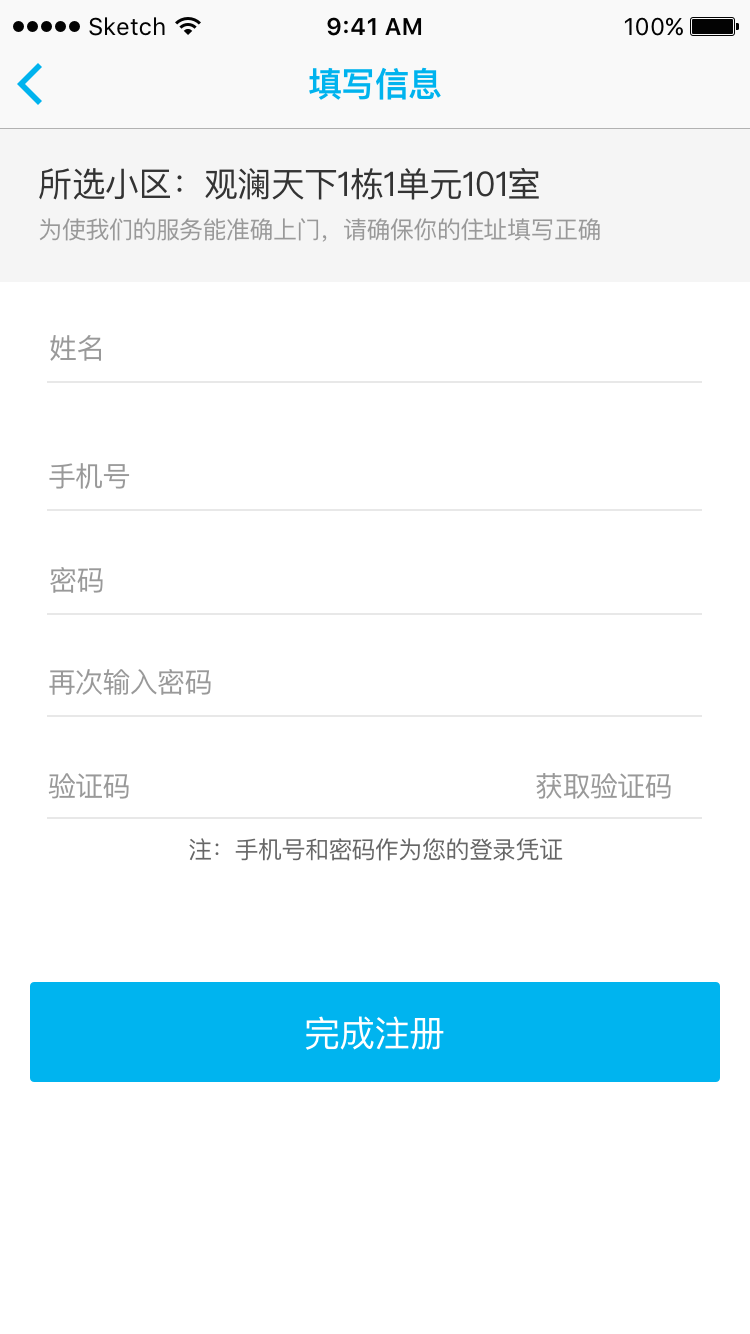 Sketch 9:41 AM 100%
填写信息
所选小区：观澜天下1栋1单元101室
为使我们的服务能准确上门，请确保你的住址填写正确
姓名
手机号
密码
再次输入密码
验证码 获取验证码
注：手机号和密码作为您的登录凭证
完成注册